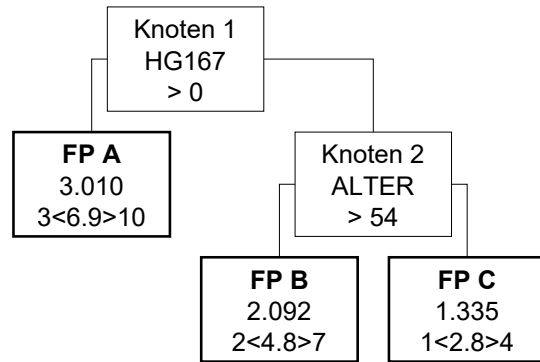 Knoten 1
HG167
> 0
FP A
3.010
3<6.9>10
Knoten 2
ALTER
> 54
FP B
2.092
2<4.8>7
FP C
1.335
1<2.8>4